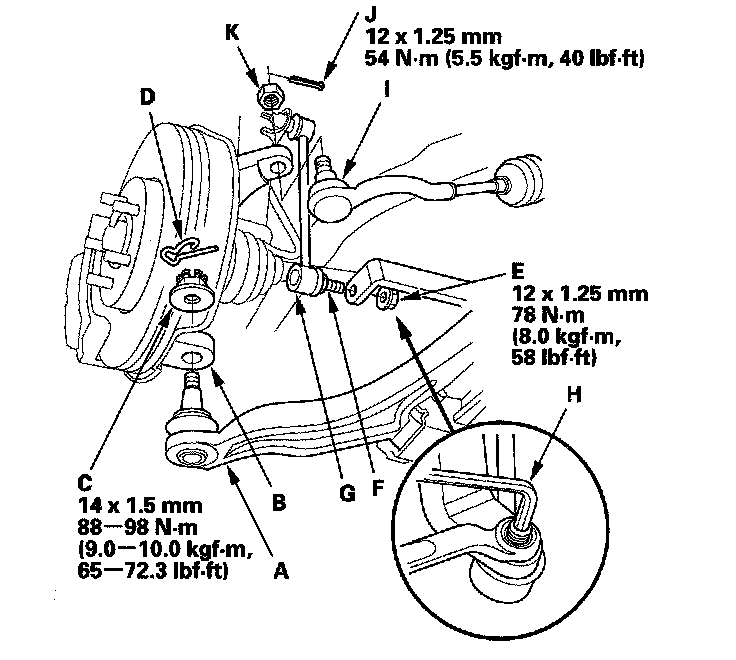 J
12 x 1.25 mm
54 N·m (5.5 kgf·m, 40 lbf·ft)
K
I
D
E
12 x 1.25 mm
78 N·m
(8.0 kgf·m,
58 lbf·ft)
H
C
14 x 1.5 mm
88—98 N·m
(9.0—10.0 kgf·m,
65—72.3 lbf·ft)
B
G
F
A